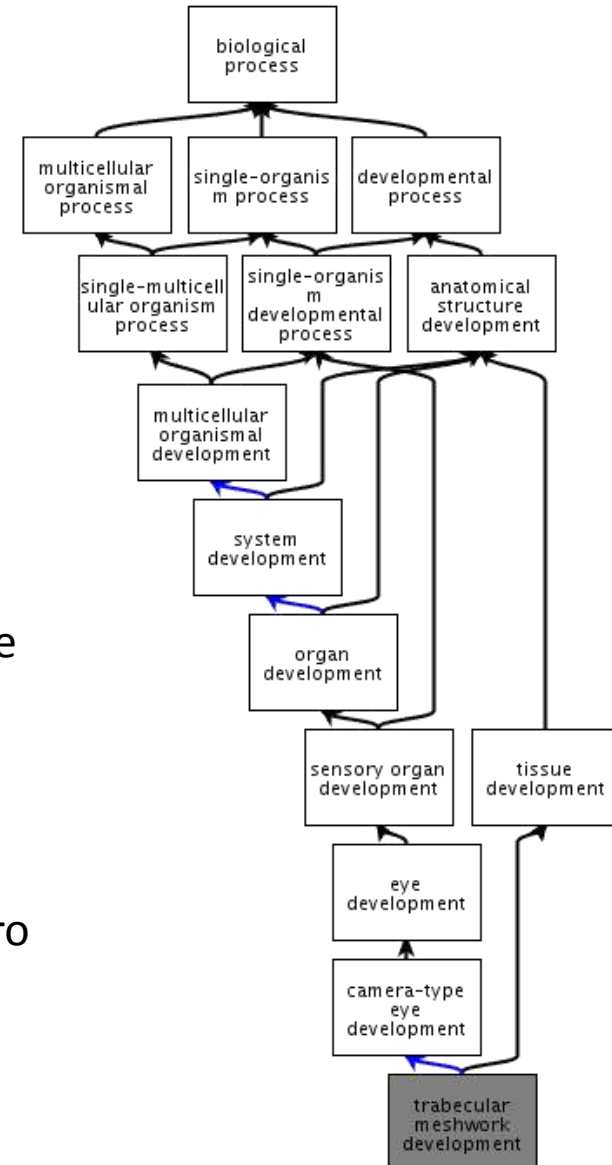 biological
process
multicellular
organismal
process
single-organis
m process
developmental
process
single-multicell
ular organism
process
single-organis
m
developmental
process
anatomical
structure
development
multicellular
organismal
development
system
development
e
organ
development
sensory organ
development
tissue
development
eye
development
ro
camera-type
eye
development
trabecular
meshwork
development